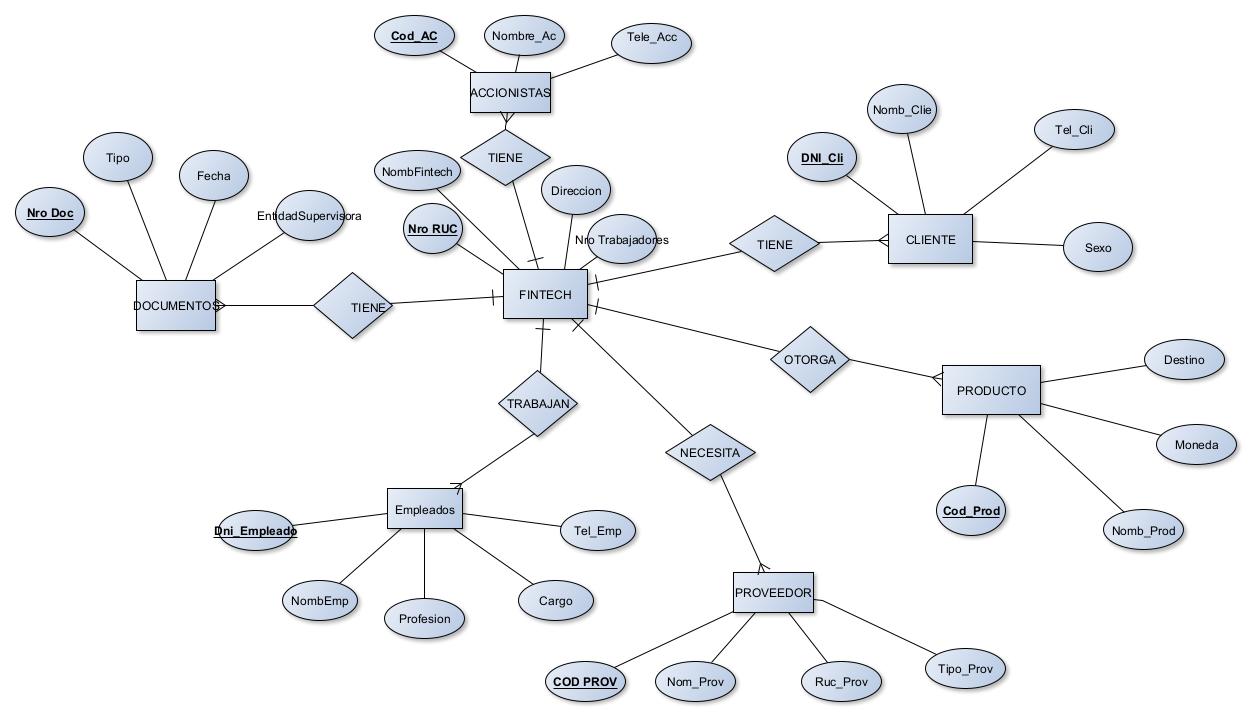 Cod_AC
Nombre_Ac
Tele_Acc
ACCIONISTAS
TIENE
Nomb_Clie
Tel_Cli
DNI_Cli
CLIENTE
Sexo
TIENE
Tipo
Fecha
Nro Doc
EntidadSupervisora
DOCUMENTOS
TIENE
NombFintech
Direccion
Nro RUC
Nro Trabajadores
FINTECH
OTORGA
PRODUCTO
Destino
Moneda
Cod_Prod
Nomb_Prod
TRABAJAN
NECESITA
Empleados
Dni_Empleado
Tel_Emp
NombEmp
Profesion
Cargo
PROVEEDOR
COD PROV
Nom_Prov
Ruc_Prov
Tipo_Prov